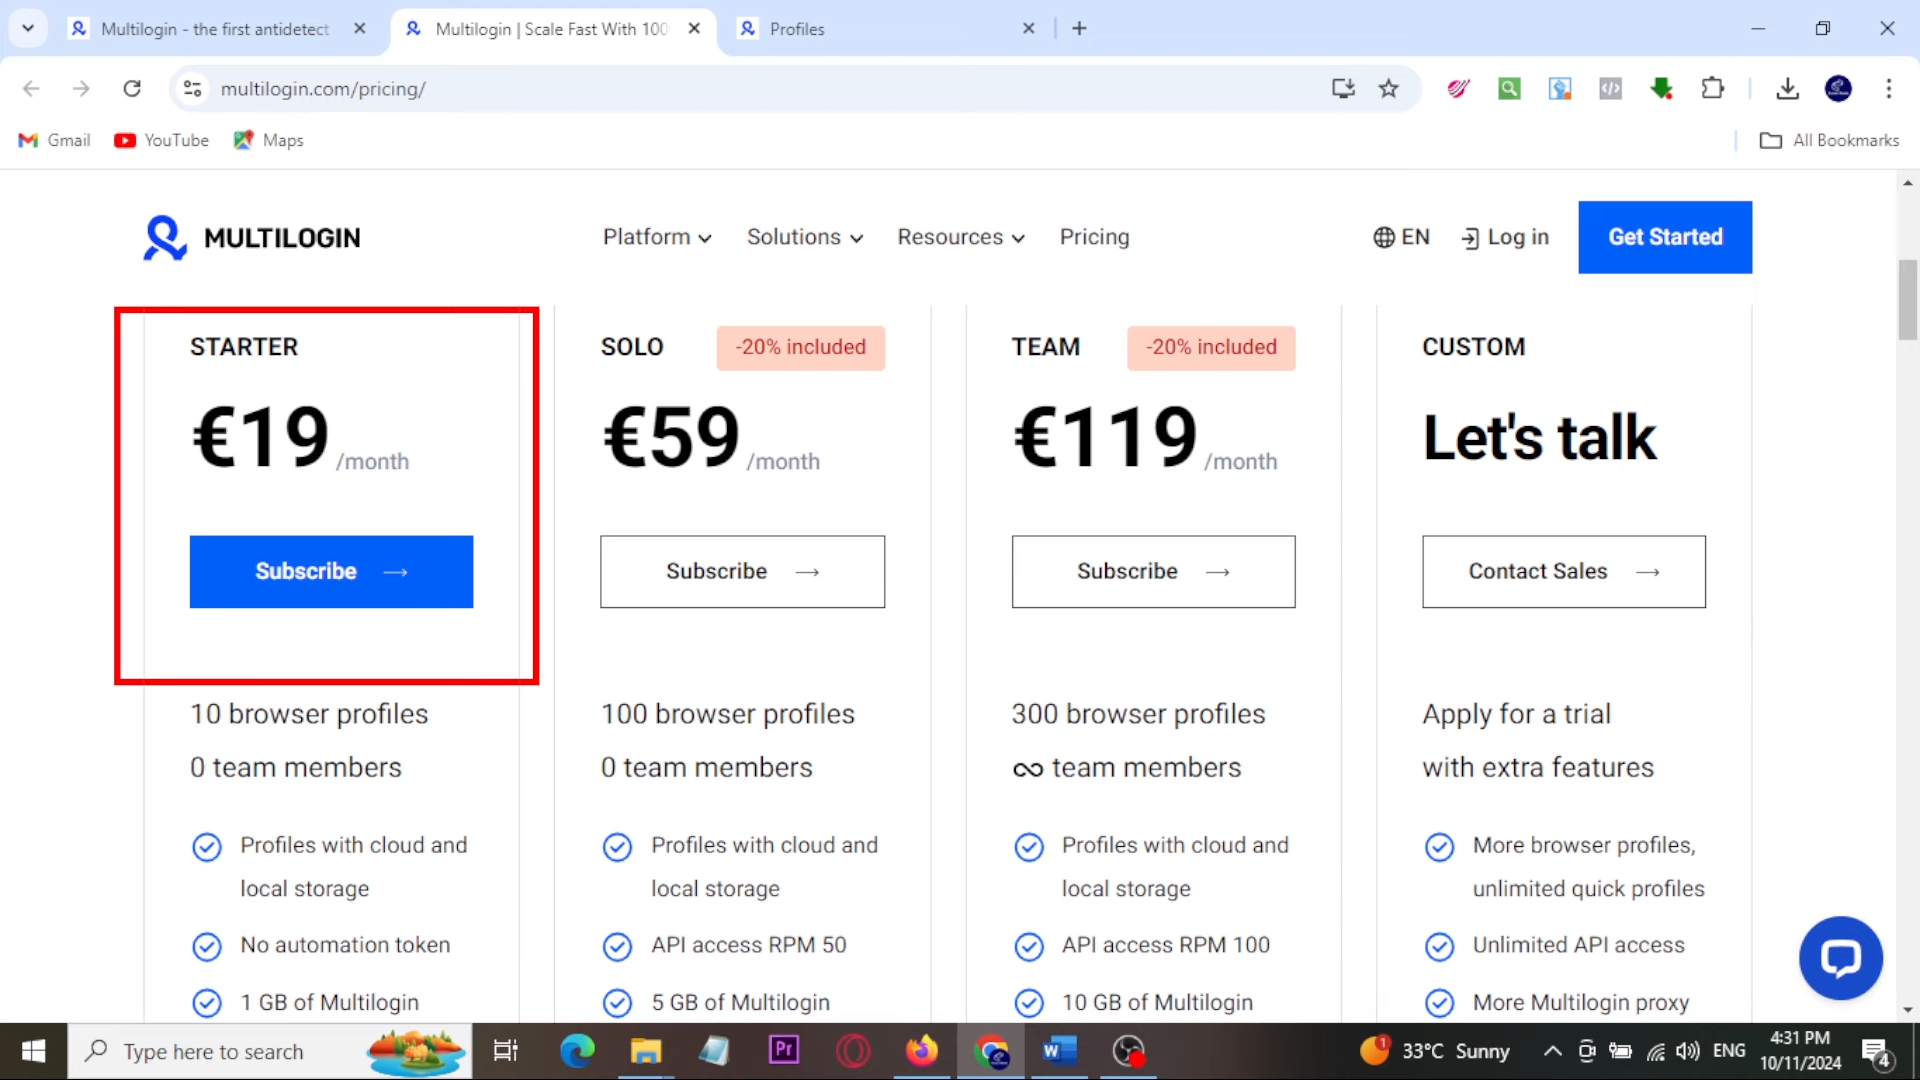 Multilogin - the first antidetect
Multilogin | Scale Fast With 100
Profiles
multilogin.com/pricing/
Gmail
YouTube
Maps
All Bookmarks
MULTILOGIN
Platform
Solutions
Resources
Pricing
EN
Log in
Get Started
STARTER
€19 /month
Subscribe →
10 browser profiles
0 team members
Profiles with cloud and
local storage
No automation token
1 GB of Multilogin
SOLO
-20% included
€59 /month
Subscribe →
100 browser profiles
0 team members
Profiles with cloud and
local storage
API access RPM 50
5 GB of Multilogin
TEAM
-20% included
€119 /month
Subscribe →
300 browser profiles
∞ team members
Profiles with cloud and
local storage
API access RPM 100
10 GB of Multilogin
CUSTOM
Let's talk
Contact Sales →
Apply for a trial
with extra features
More browser profiles,
unlimited quick profiles
Unlimited API access
More Multilogin proxy
Type here to search
Pr
W
1
33°C Sunny
ENG
4:31 PM
10/11/2024
4